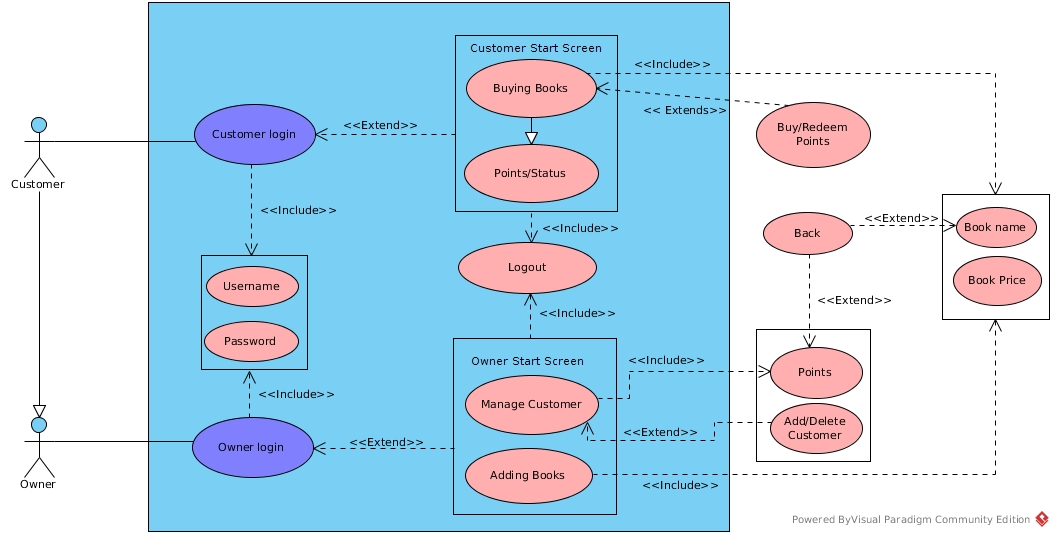 Customer Start Screen
<<Include>>
Buying Books
<< Extends>>
Customer login
<<Extend>>
Buy/Redeem
Points
Points/Status
Customer
<<Include>>
<<Extend>>
Book name
<<Include>>
Back
Logout
Username
Book Price
<<Extend>>
<<Include>>
Password
Owner Start Screen
<<Include>>
Points
<<Include>>
Manage Customer
Add/Delete
Customer
<<Extend>>
<<Extend>>
Owner login
Adding Books
<<Include>>
Owner
Powered ByVisual Paradigm Community Edition